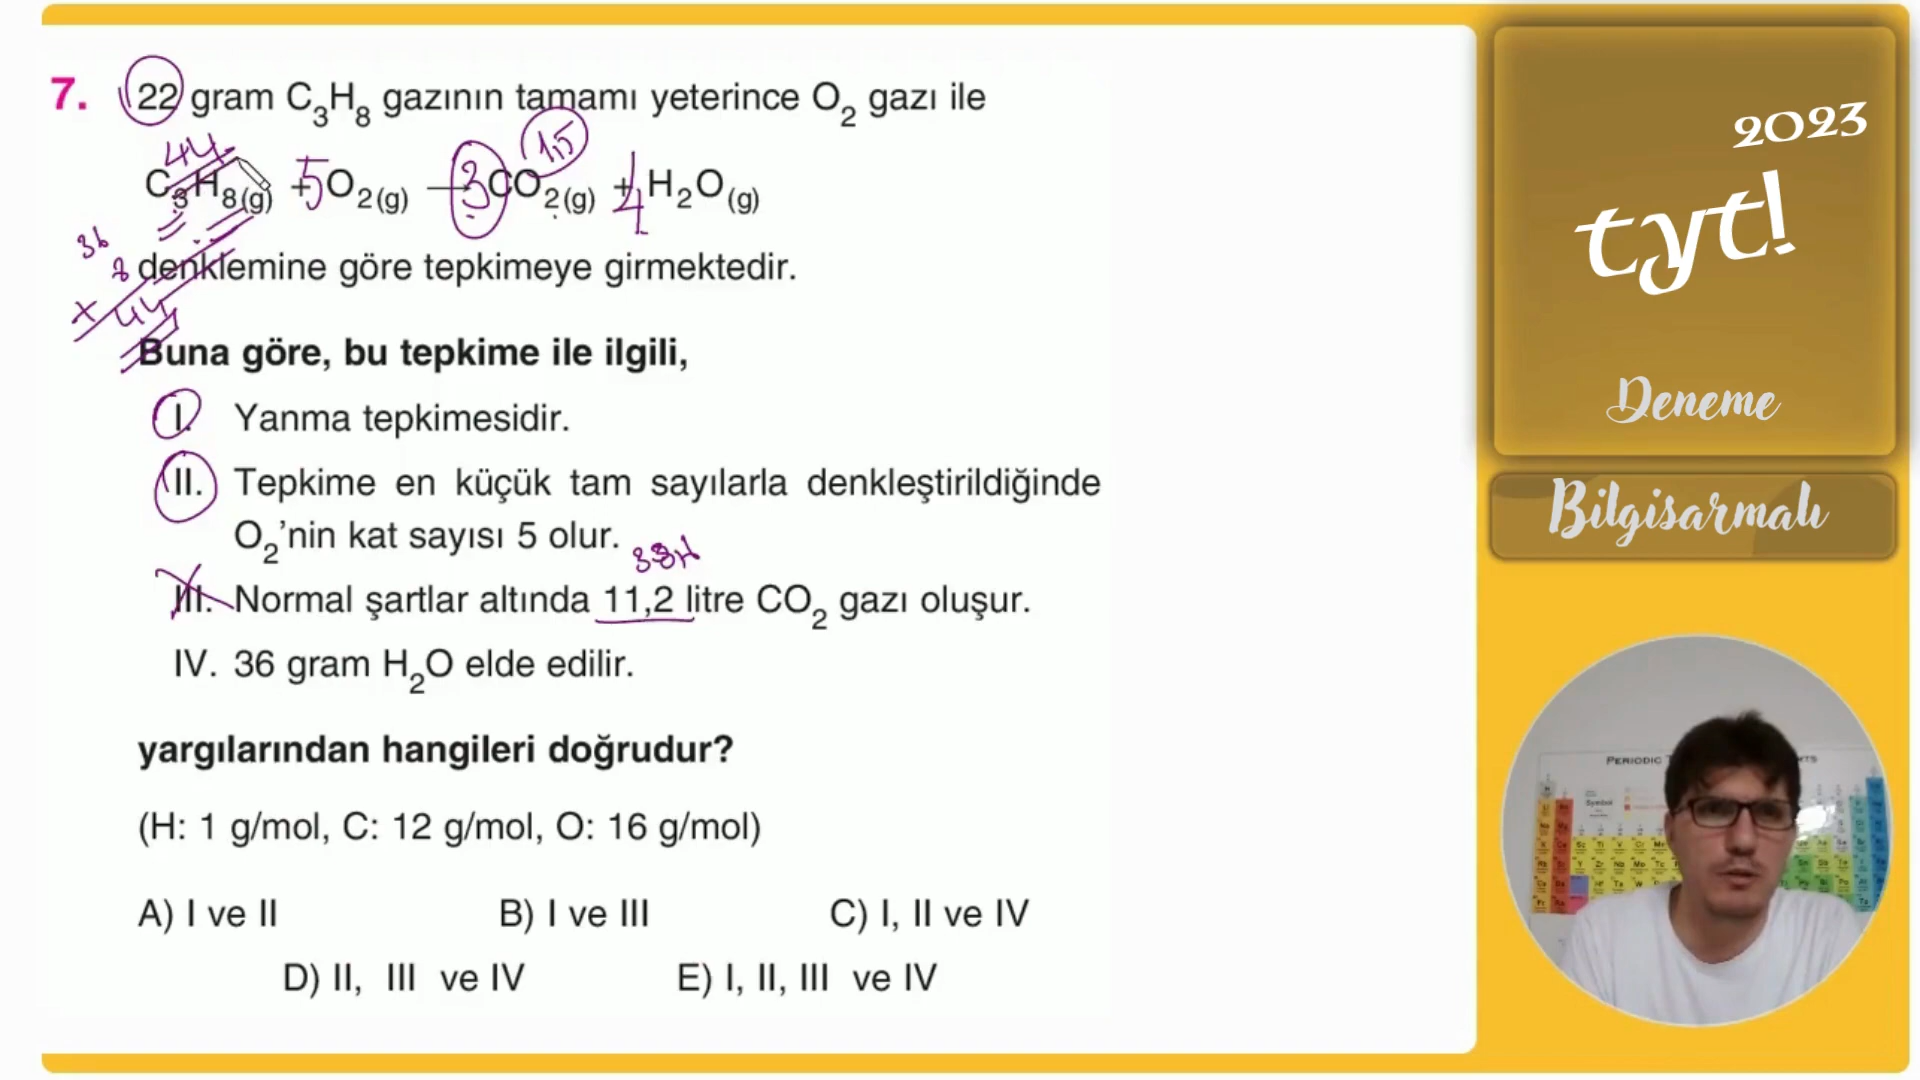 7. 22 gram C3H8 gazının tamamı yeterince O2 gazı ile
44 1,5
C3H8(g) + 5O2(g) → 3CO2(g) + 4H2O(g)
36
8 denklemine göre tepkimeye girmektedir.
+ 44
Buna göre, bu tepkime ile ilgili,
I. Yanma tepkimesidir.
II. Tepkime en küçük tam sayılarla denkleştirildiğinde
O2’nin kat sayısı 5 olur.
III. Normal şartlar altında 11,2 litre CO2 gazı oluşur.
IV. 36 gram H2O elde edilir.
yargılarından hangileri doğrudur?
(H: 1 g/mol, C: 12 g/mol, O: 16 g/mol)
A) I ve II B) I ve III C) I, II ve IV
D) II, III ve IV E) I, II, III ve IV
2023
tyt!
Deneme
Bilgisarmalı
PERIODIC